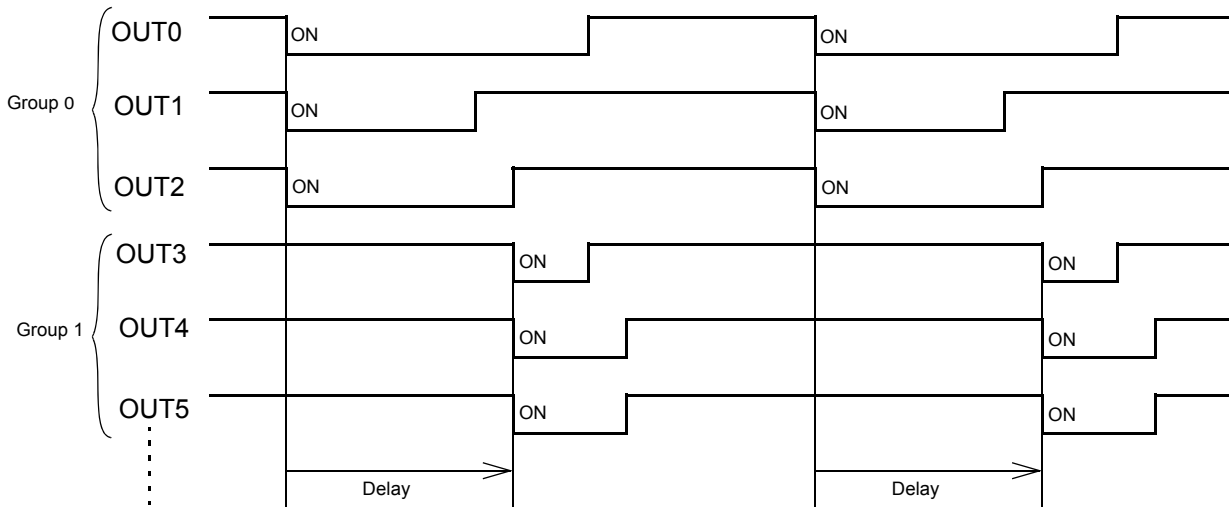 OUT0 ON ON
Group 0 OUT1 ON ON
OUT2 ON ON
OUT3 ON ON
Group 1 OUT4 ON ON
OUT5 ON ON
Delay Delay